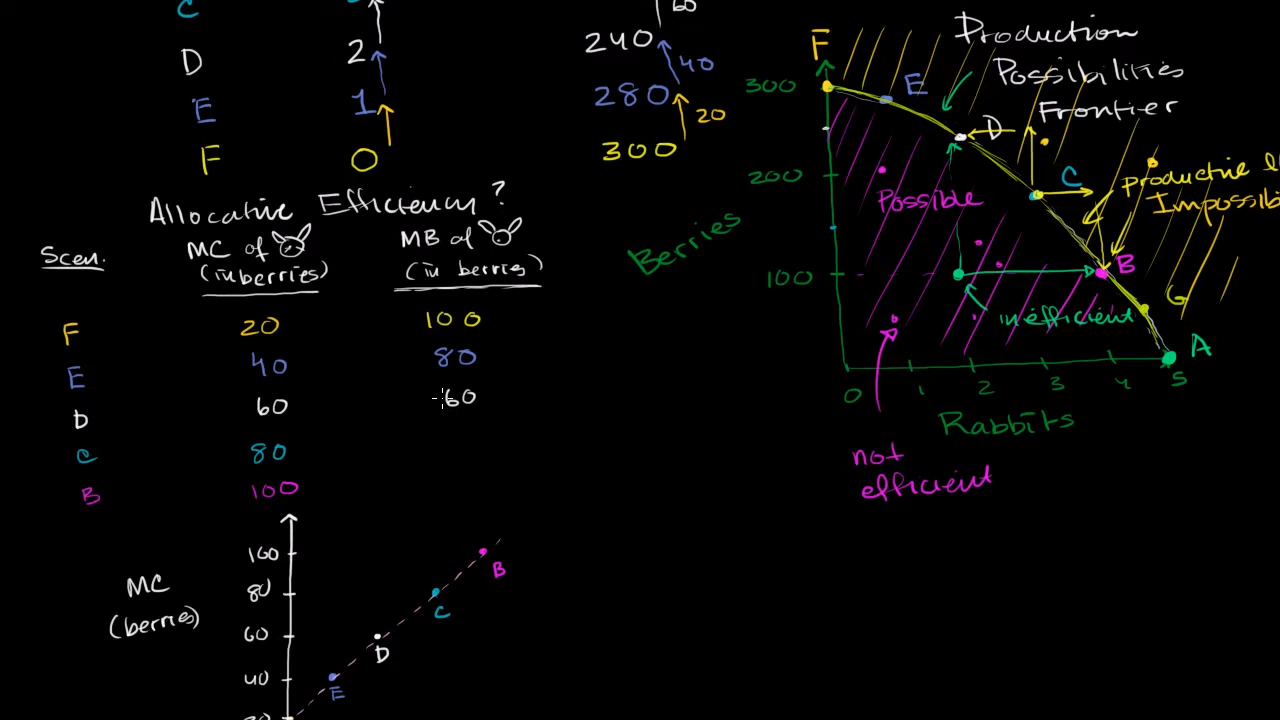 C
D 2 240 60
E 1 280 40
F 0 300 20
Allocative Efficiency?
Scen. MC of (in berries) MB of (in berries)
F 20 100
E 40 80
D 60 60
C 80
B 100
MC
(berries)
100
80
60
40
B
C
D
E
Production
Possibilities
Frontier
F
300
200
100
Berries
E
D
C
B
G
A
Possible
Productive
Impossib
inefficient
0 1 2 3 4 5
Rabbits
not
efficient